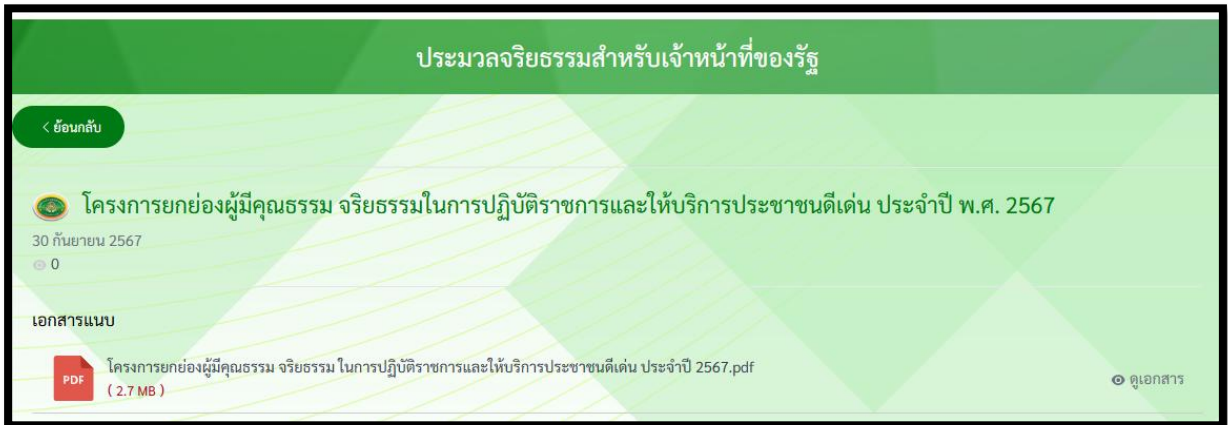 ประมวลจริยธรรมสำหรับเจ้าหน้าที่ของรัฐ
< ย้อนกลับ
โครงการยกย่องผู้มีคุณธรรม จริยธรรมในการปฏิบัติราชการและให้บริการประชาชนดีเด่น ประจำปี พ.ศ. 2567
30 กันยายน 2567
0
เอกสารแนบ
โครงการยกย่องผู้มีคุณธรรม จริยธรรม ในการปฏิบัติราชการและให้บริการประชาชนดีเด่น ประจำปี 2567.pdf
PDF
( 2.7 MB )
ดูเอกสาร